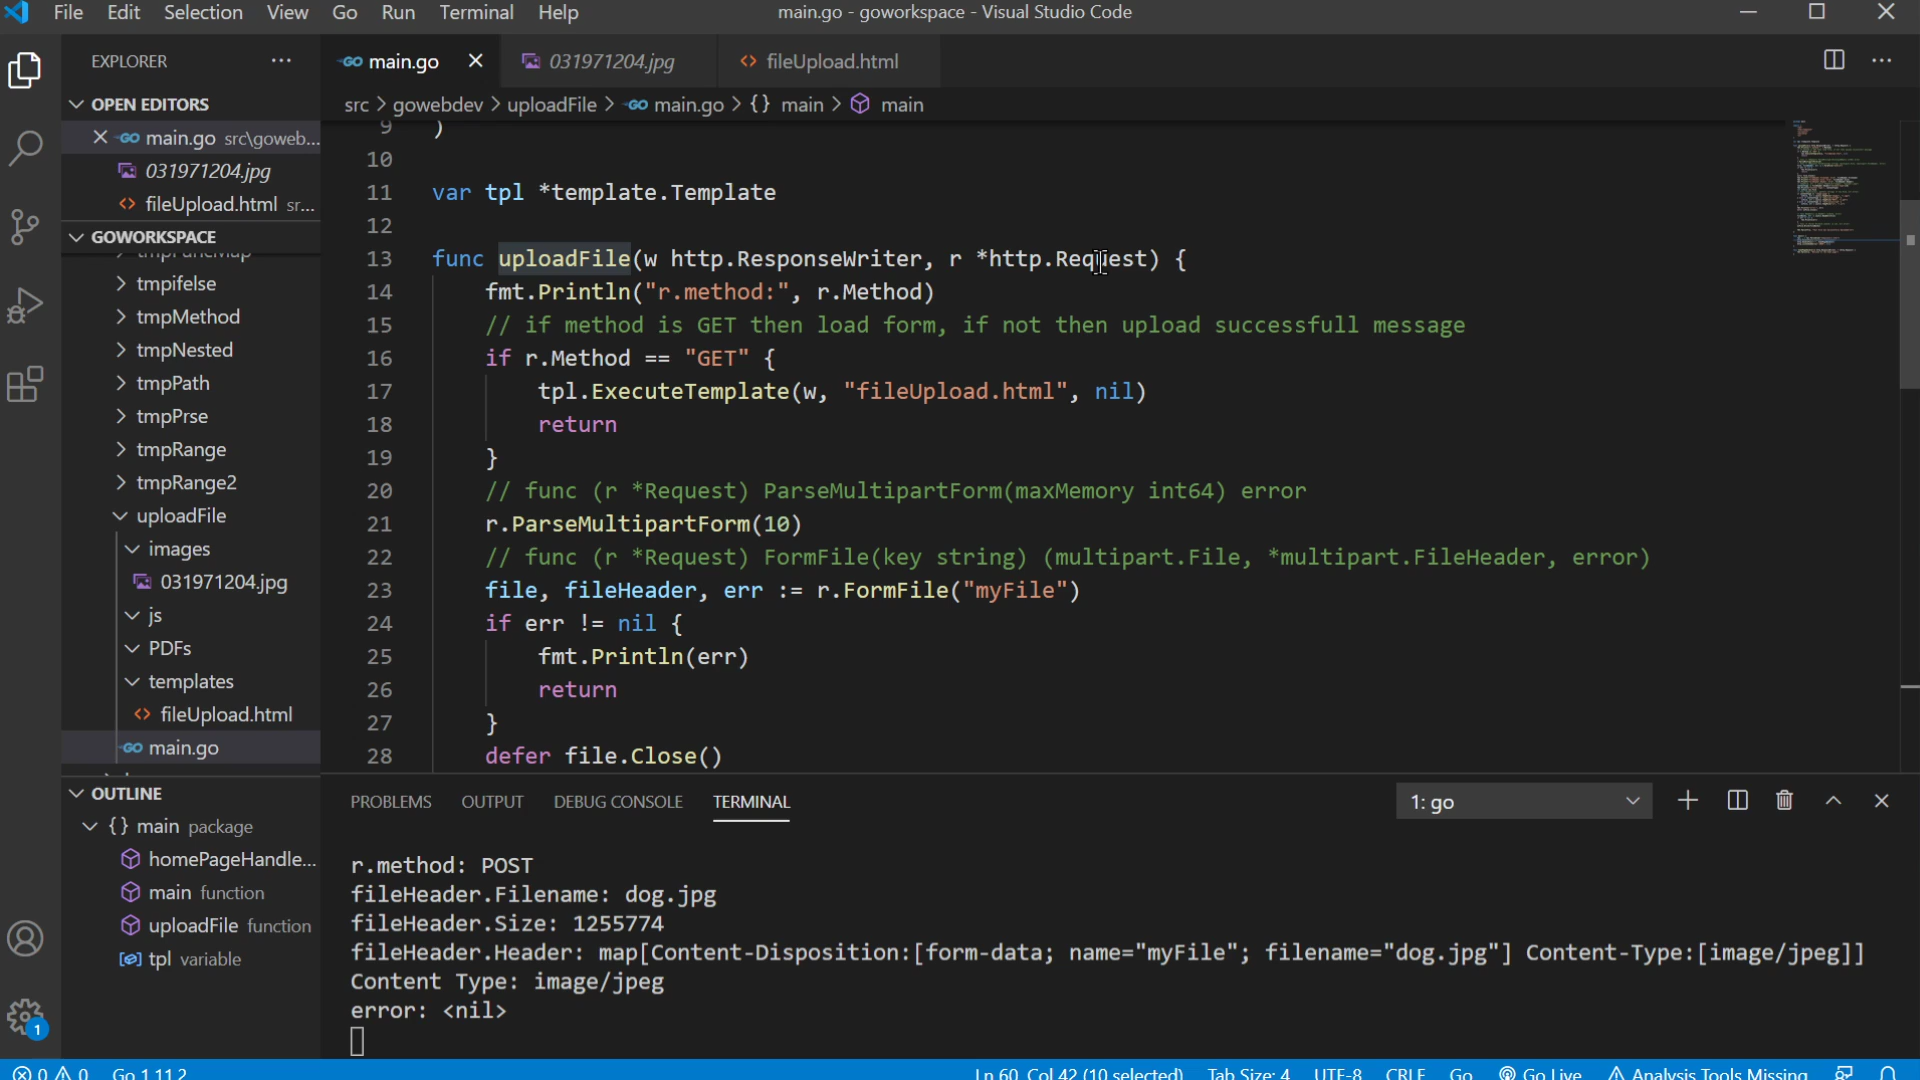 File Edit Selection View Go Run Terminal Help
main.go - goworkspace - Visual Studio Code
EXPLORER
OPEN EDITORS
main.go src\goweb...
031971204.jpg
fileUpload.html sr...
GOWORKSPACE
tmpifelse
tmpMethod
tmpNested
tmpPath
tmpPrse
tmpRange
tmpRange2
uploadFile
images
031971204.jpg
js
PDFs
templates
fileUpload.html
main.go
OUTLINE
{} main package
homePageHandle...
main function
uploadFile function
tpl variable
main.go
031971204.jpg
fileUpload.html
src > gowebdev > uploadFile > main.go > {} main > main
9 )
10
11 var tpl *template.Template
12
13 func uploadFile(w http.ResponseWriter, r *http.Request) {
14 fmt.Println("r.method:", r.Method)
15 // if method is GET then load form, if not then upload successfull message
16 if r.Method == "GET" {
17 tpl.ExecuteTemplate(w, "fileUpload.html", nil)
18 return
19 }
20 // func (r *Request) ParseMultipartForm(maxMemory int64) error
21 r.ParseMultipartForm(10)
22 // func (r *Request) FormFile(key string) (multipart.File, *multipart.FileHeader, error)
23 file, fileHeader, err := r.FormFile("myFile")
24 if err != nil {
25 fmt.Println(err)
26 return
27 }
28 defer file.Close()
PROBLEMS OUTPUT DEBUG CONSOLE TERMINAL
1: go
r.method: POST
fileHeader.Filename: dog.jpg
fileHeader.Size: 1255774
fileHeader.Header: map[Content-Disposition:[form-data; name="myFile"; filename="dog.jpg"] Content-Type:[image/jpeg]]
Content Type: image/jpeg
error: <nil>
1
0 0 Go 1.11.2
Ln 60, Col 42 (10 selected) Tab Size: 4 UTF-8 CRLF Go Go Live Analysis Tools Missing